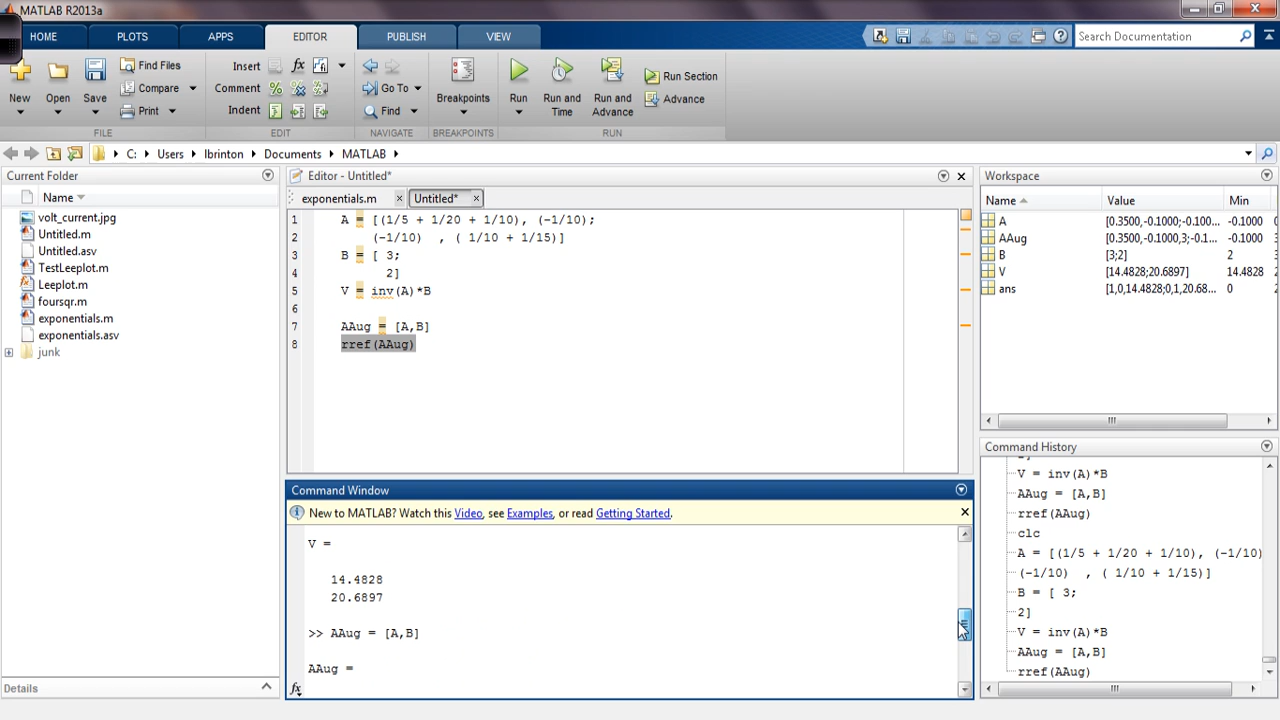 MATLAB R2013a
HOME PLOTS APPS EDITOR PUBLISH VIEW
Search Documentation
New Open Save Find Files Compare Print
Insert Comment Indent
Go To Find
Breakpoints
Run Run and Time Run and Advance Run Section Advance
FILE EDIT NAVIGATE BREAKPOINTS RUN
C: Users lbrinton Documents MATLAB
Current Folder
Name
volt_current.jpg
Untitled.m
Untitled.asv
TestLeeplot.m
Leeplot.m
foursqr.m
exponentials.m
exponentials.asv
junk
Details
Editor - Untitled*
exponentials.m Untitled*
1 A = [(1/5 + 1/20 + 1/10), (-1/10);
2 (-1/10) , ( 1/10 + 1/15)]
3 B = [ 3;
4 2]
5 V = inv(A)*B
6
7 AAug = [A,B]
8 rref(AAug)
Command Window
New to MATLAB? Watch this Video, see Examples, or read Getting Started.
V =
14.4828
20.6897
>> AAug = [A,B]
AAug =
fx
Workspace
Name Value Min
A [0.3500,-0.1000;-0.100... -0.1000
AAug [0.3500,-0.1000,3;-0.1... -0.1000
B [3;2] 2
V [14.4828;20.6897] 14.4828
ans [1,0,14.4828;0,1,20.68... 0
Command History
V = inv(A)*B
AAug = [A,B]
rref(AAug)
clc
A = [(1/5 + 1/20 + 1/10), (-1/10)
(-1/10) , ( 1/10 + 1/15)]
B = [ 3;
2]
V = inv(A)*B
AAug = [A,B]
rref(AAug)